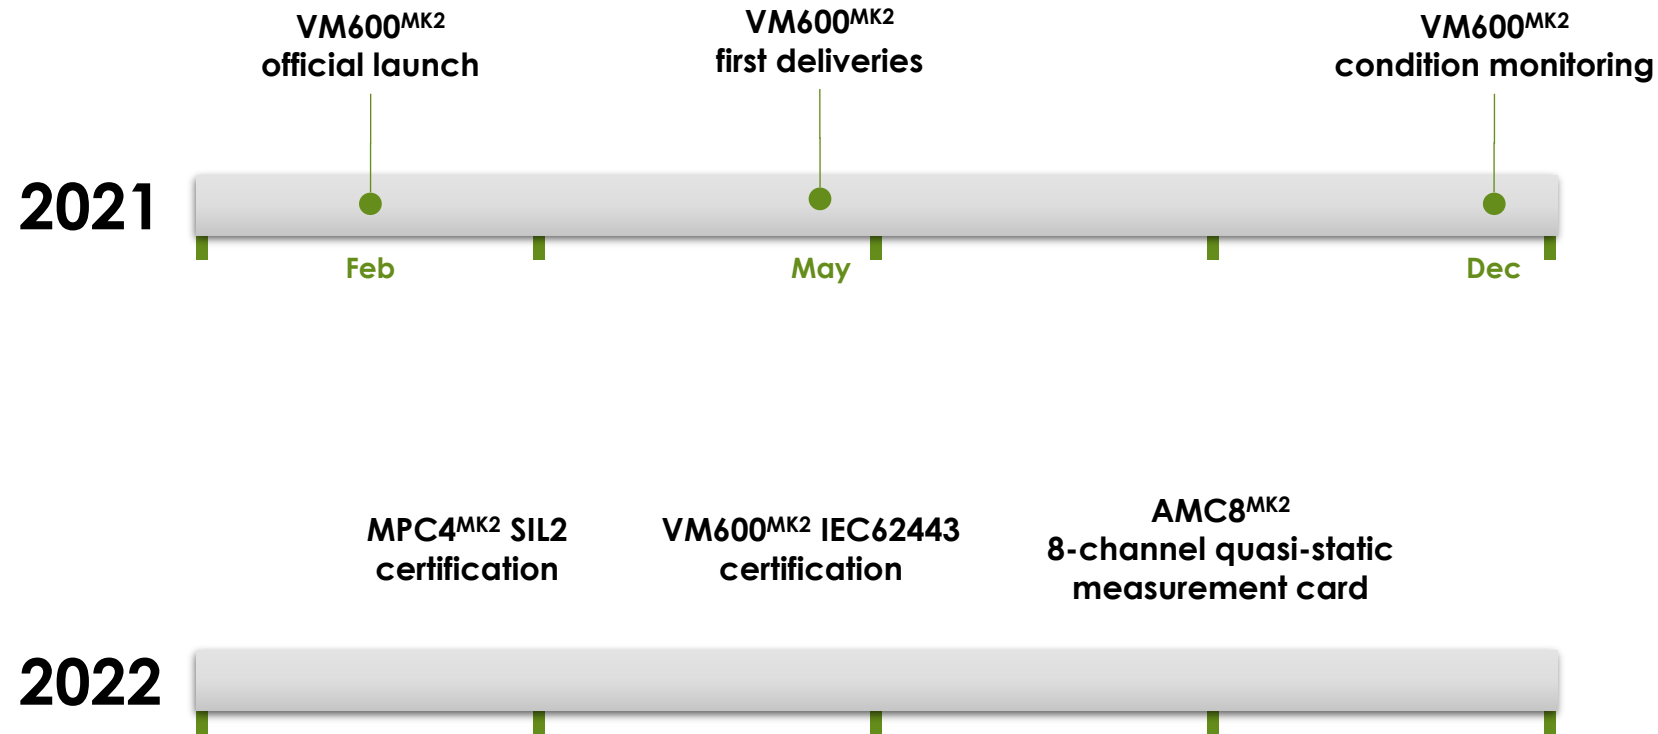 VM600MK2
official launch
VM600MK2
first deliveries
VM600MK2
condition monitoring
2021
Feb
May
Dec
MPC4MK2 SIL2
certification
VM600MK2 IEC62443
certification
AMC8MK2
8-channel quasi-static
measurement card
2022